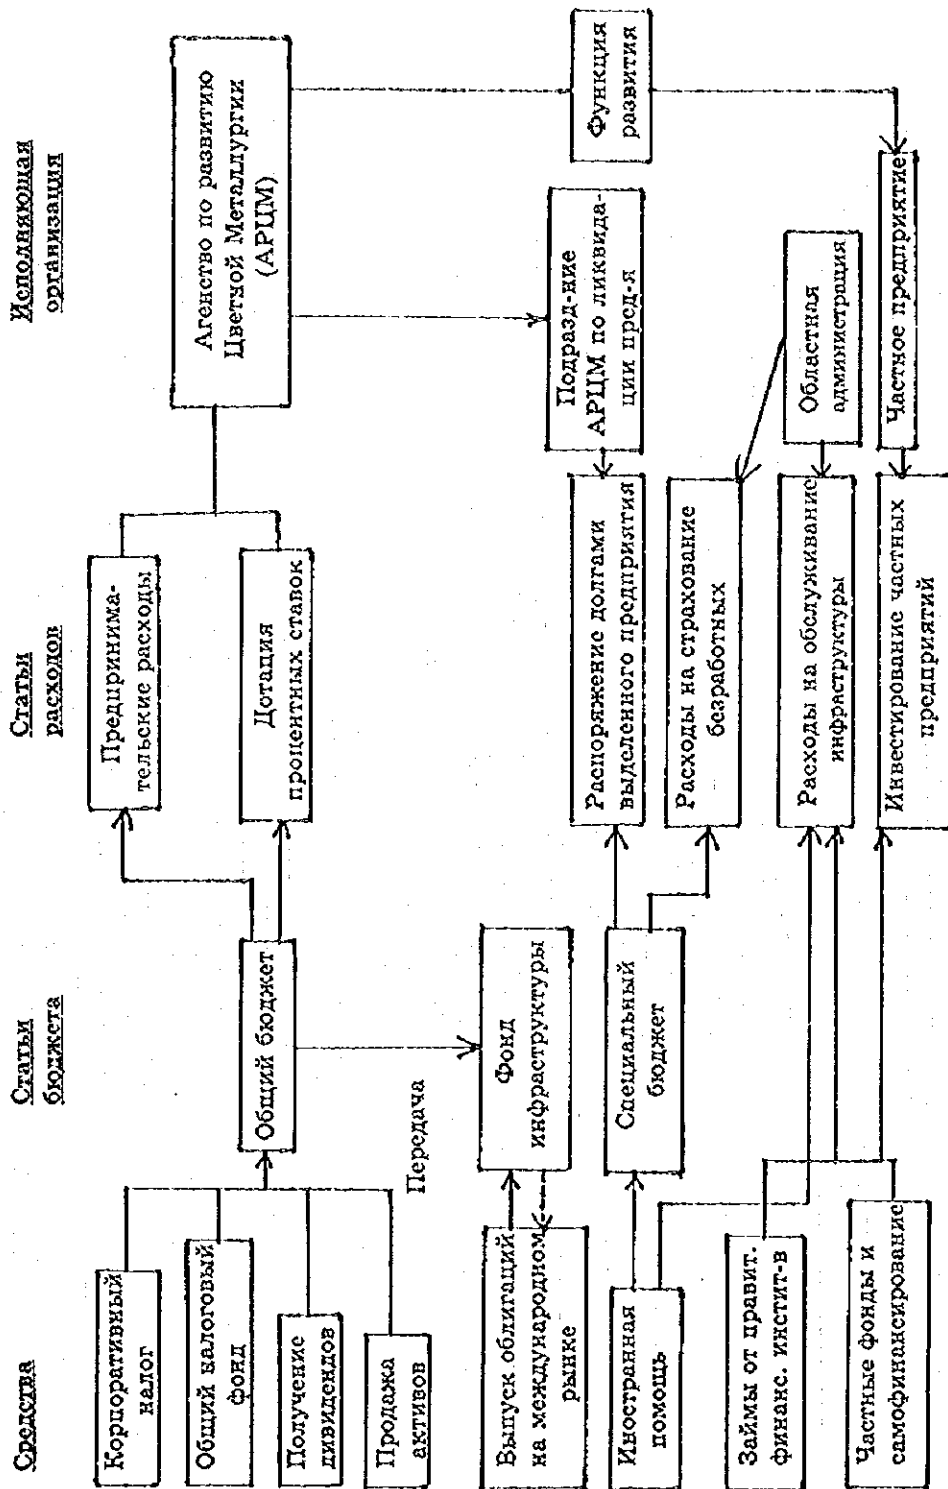 Средства
Статьи
бюджета
Статьи
расходов
Исполняющая
организация
Корпоративный
налог
Общий налоговый
фонд
Получение
дивидендов
Продажа
активов
Общий бюджет
Передача
Предпринима-
тельские расходы
Дотация
процентных ставок
Агенство по развитию
Цветной Металлургии
(АРЦМ)
Выпуск облигаций
на международном
рынке
Фонд
инфраструктуры
Иностранная
помощь
Специальный
бюджет
Займы от правит.
финанс. инстит-в
Частные фонды и
самофинансирование
Распоряжение долгами
выделенного предприятия
Расходы на страхование
безработных
Расходы на обслуживание
инфраструктуры
Инвестирование частных
предприятий
Подразд-ние
АРЦМ по ликвида-
ции пред-я
Функция
развития
Областная
администрация
Частное предприятие